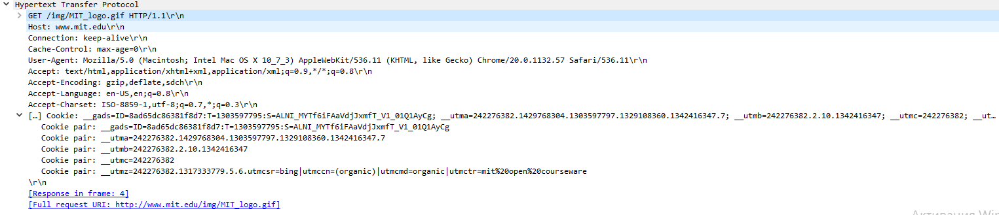 Hypertext Transfer Protocol
GET /img/MIT_logo.gif HTTP/1.1\r\n
Host: www.mit.edu\r\n
Connection: keep-alive\r\n
Cache-Control: max-age=0\r\n
User-Agent: Mozilla/5.0 (Macintosh; Intel Mac OS X 10_7_3) AppleWebKit/536.11 (KHTML, like Gecko) Chrome/20.0.1132.57 Safari/536.11\r\n
Accept: text/html,application/xhtml+xml,application/xml;q=0.9,*/*;q=0.8\r\n
Accept-Encoding: gzip,deflate,sdch\r\n
Accept-Language: en-US,en;q=0.8\r\n
Accept-Charset: ISO-8859-1,utf-8;q=0.7,*;q=0.3\r\n
[…] Cookie: __gads=ID=8ad65dc86381f8d7:T=1303597795:S=ALNI_MYTf6iFAaVdjJxmfT_V1_01Q1AyCg; __utma=242276382.1429768304.1303597797.1329108360.1342416347.7; __utmb=242276382.2.10.1342416347; __utmc=242276382; __ut…
Cookie pair: __gads=ID=8ad65dc86381f8d7:T=1303597795:S=ALNI_MYTf6iFAaVdjJxmfT_V1_01Q1AyCg
Cookie pair: __utma=242276382.1429768304.1303597797.1329108360.1342416347.7
Cookie pair: __utmb=242276382.2.10.1342416347
Cookie pair: __utmc=242276382
Cookie pair: __utmz=242276382.1317333779.5.6.utmcsr=bing|utmccn=(organic)|utmcmd=organic|utmctr=mit%20open%20courseware
\r\n
[Response in frame: 4]
[Full request URI: http://www.mit.edu/img/MIT_logo.gif]
Активация Win